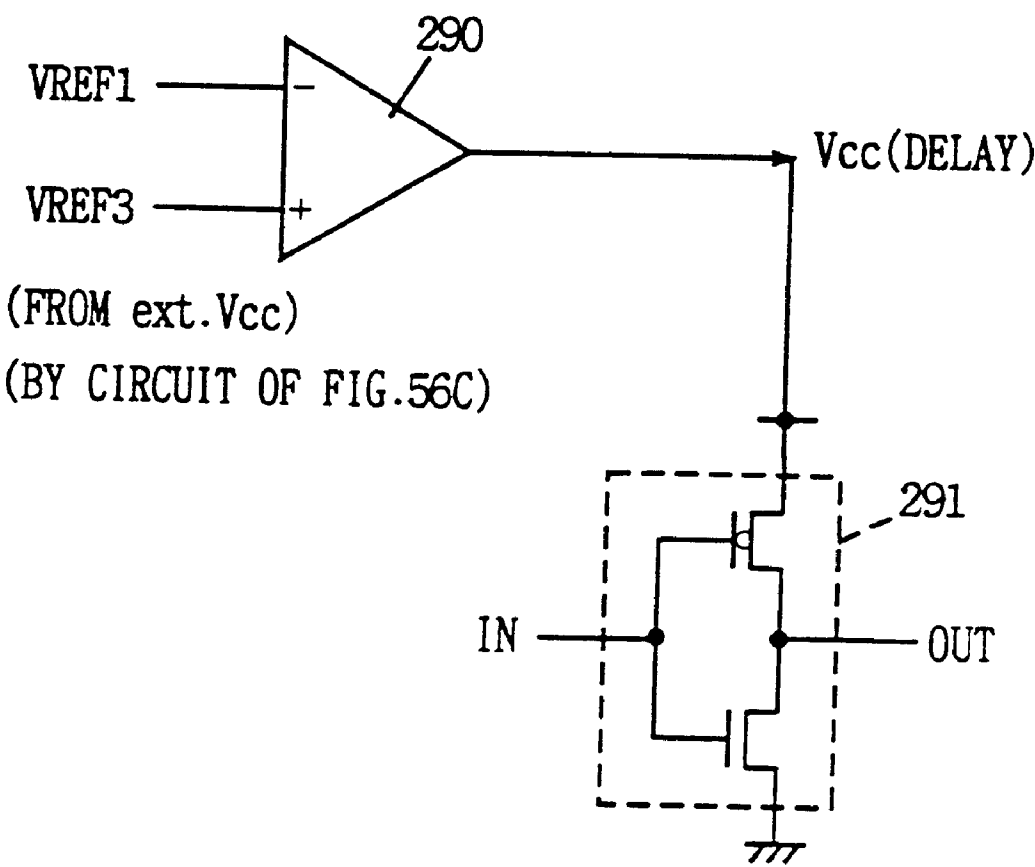 290
VREF1
−
Vcc(DELAY)
VREF3
+
(FROM ext.Vcc)
(BY CIRCUIT OF FIG.56C)
291
IN
OUT